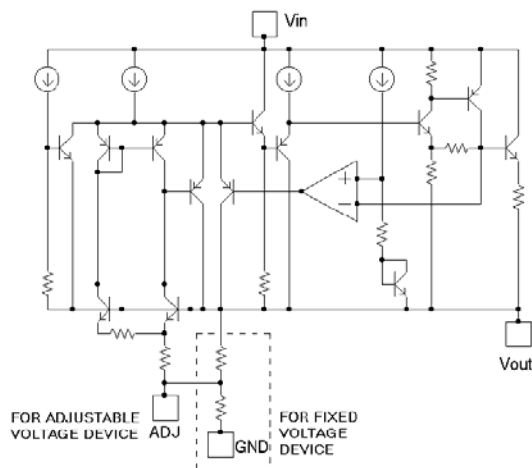 Vin
+
−
Vout
FOR ADJUSTABLE
VOLTAGE DEVICE
ADJ
GND
FOR FIXED
VOLTAGE
DEVICE